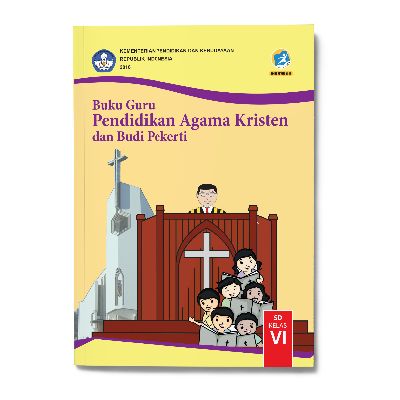 KEMENTERIAN PENDIDIKAN DAN KEBUDAYAAN
REPUBLIK INDONESIA
2018
Buku Guru
Pendidikan Agama Kristen
dan Budi Pekerti
SD
KELAS
VI